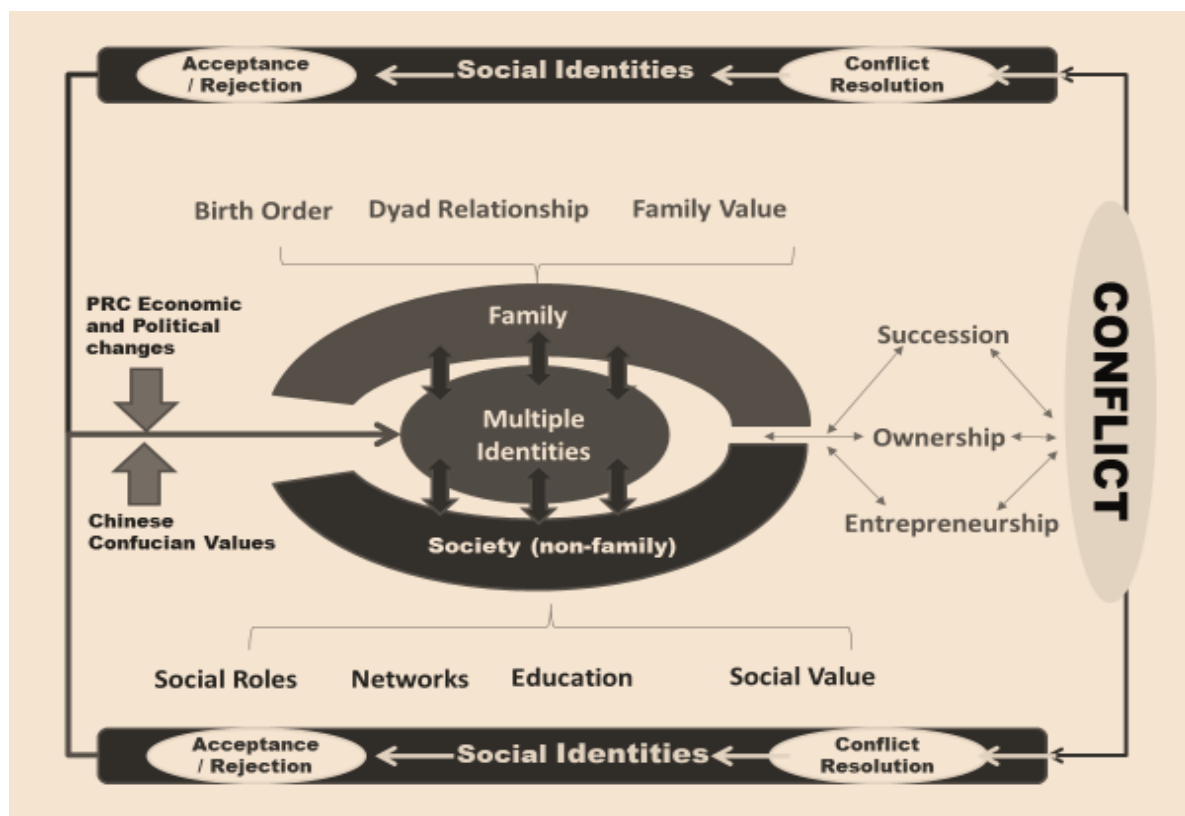 Acceptance
/ Rejection
Social Identities
Conflict
Resolution
Birth Order
Dyad Relationship
Family Value
PRC Economic
and Political
changes
Family
Multiple
Identities
Society (non-family)
Chinese
Confucian Values
Succession
Ownership
Entrepreneurship
CONFLICT
Social Roles
Networks
Education
Social Value
Acceptance
/ Rejection
Social Identities
Conflict
Resolution